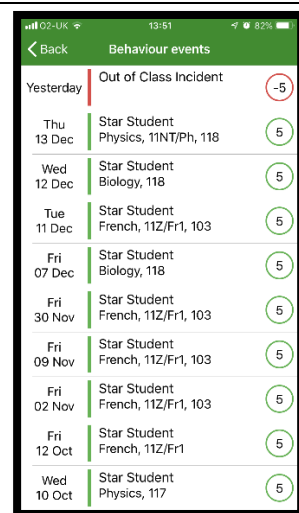 O2-UK 13:51 82%
Back Behaviour events
Yesterday Out of Class Incident -5
Thu 13 Dec Star Student 5
Physics, 11NT/Ph, 118
Wed 12 Dec Star Student 5
Biology, 118
Tue 11 Dec Star Student 5
French, 11Z/Fr1, 103
Fri 07 Dec Star Student 5
Biology, 118
Fri 30 Nov Star Student 5
French, 11Z/Fr1, 103
Fri 09 Nov Star Student 5
French, 11Z/Fr1, 103
Fri 02 Nov Star Student 5
French, 11Z/Fr1, 103
Fri 12 Oct Star Student 5
French, 11Z/Fr1
Wed 10 Oct Star Student 5
Physics, 117